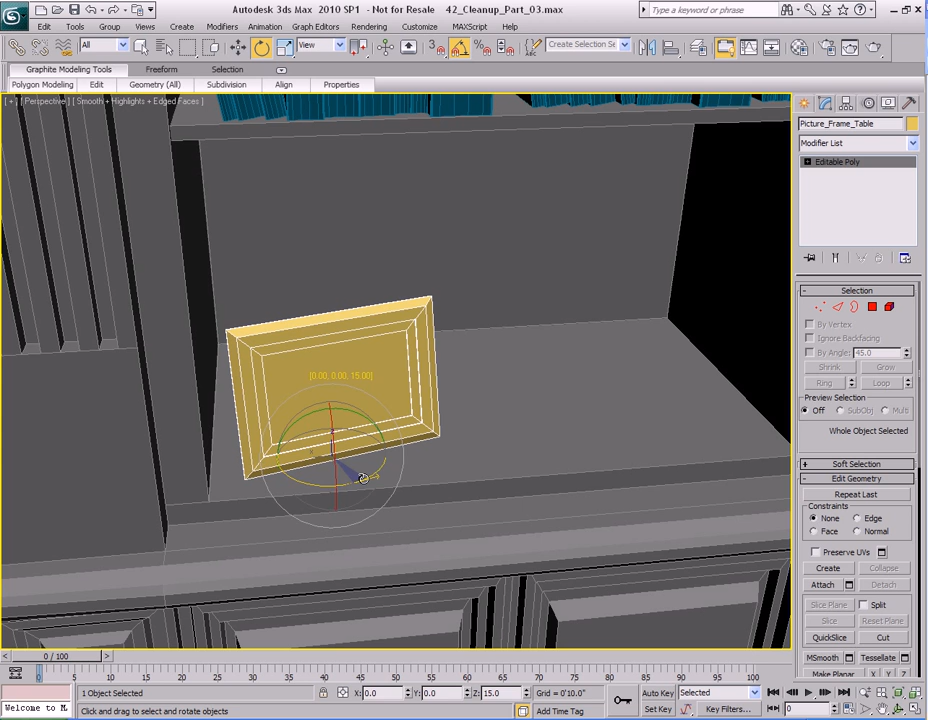 Autodesk 3ds Max 2010 SP1 - Not for Resale 42_Cleanup_Part_03.max
Type a keyword or phrase
Edit Tools Group Views Create Modifiers Animation Graph Editors Rendering Customize MAXScript Help
All
View
Create Selection Se
Graphite Modeling Tools Freeform Selection
Polygon Modeling Edit Geometry (All) Subdivision Align Properties
[ + ] [ Perspective ] [ Smooth + Highlights + Edged Faces ]
Picture_Frame_Table
Modifier List
Editable Poly
[0.00, 0.00, 15.00]
- Selection
By Vertex
Ignore Backfacing
By Angle: 45.0
Shrink Grow
Ring Loop
Preview Selection
Off SubObj Multi
Whole Object Selected
+ Soft Selection
- Edit Geometry
Repeat Last
Constraints
None Edge
Face Normal
Preserve UVs
Create Collapse
Attach Detach
Slice Plane Split
Slice Reset Plane
QuickSlice Cut
MSmooth Tessellate
Make Planar X Y Z
< 0 / 100 >
0 5 10 15 20 25 30 35 40 45 50 55 60 65 70 75 80 85 90 95 100
1 Object Selected X: 0.0 Y: 0.0 Z: 15.0 Grid = 0'10.0" Auto Key Selected
Welcome to M Click and drag to select and rotate objects Add Time Tag Set Key Key Filters... 0